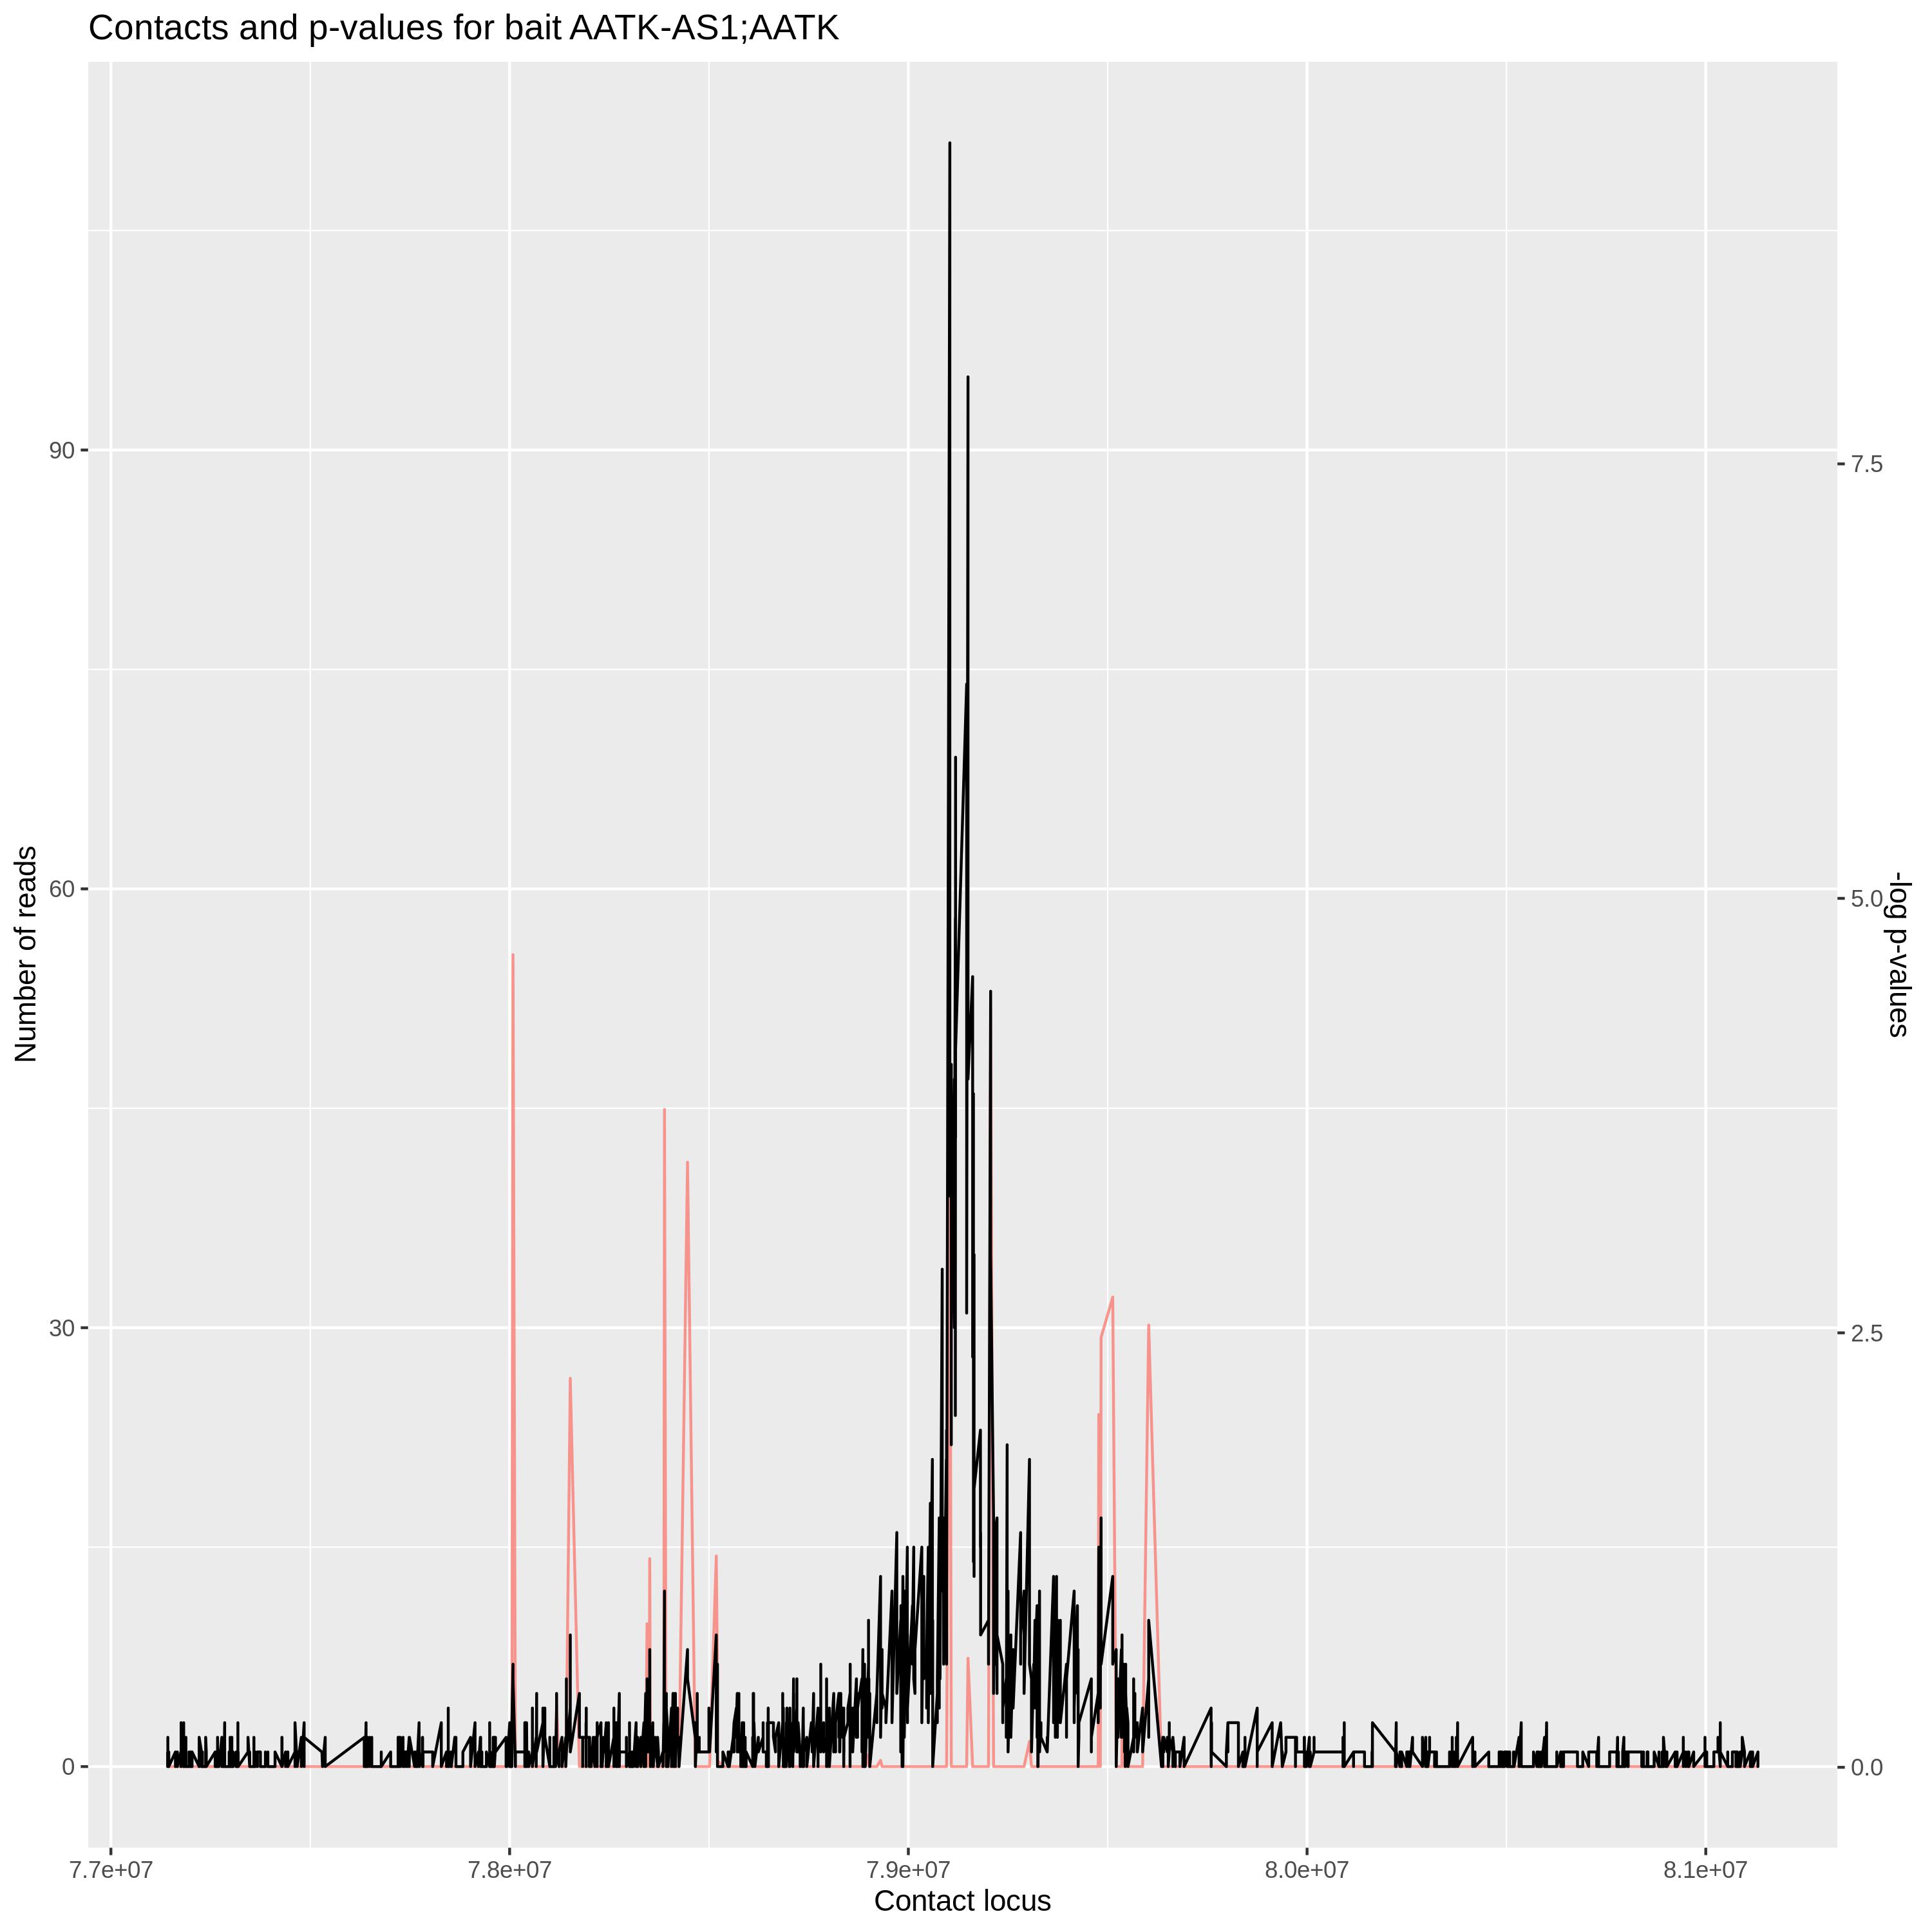 Contacts and p-values for bait AATK-AS1;AATK
90
60
30
0
Number of reads
7.5
5.0
2.5
0.0
-log p-values
7.7e+07 7.8e+07 7.9e+07 8.0e+07 8.1e+07
Contact locus